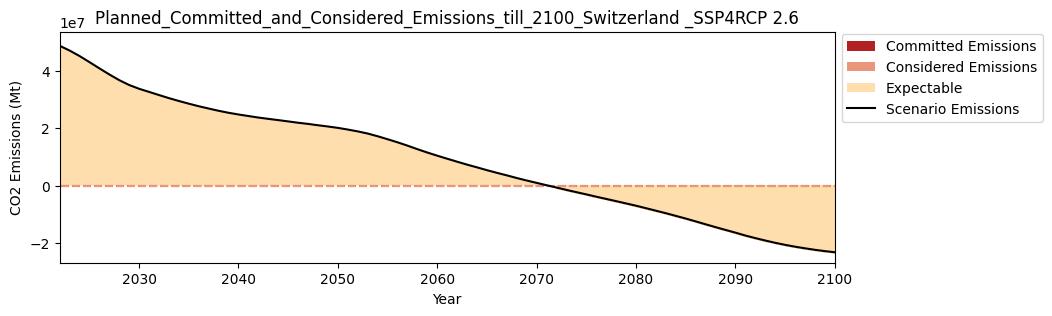 Planned_Committed_and_Considered_Emissions_till_2100_Switzerland _SSP4RCP 2.6
1e7
CO2 Emissions (Mt)
4
2
0
−2
2030 2040 2050 2060 2070 2080 2090 2100
Year
Committed Emissions
Considered Emissions
Expectable
Scenario Emissions